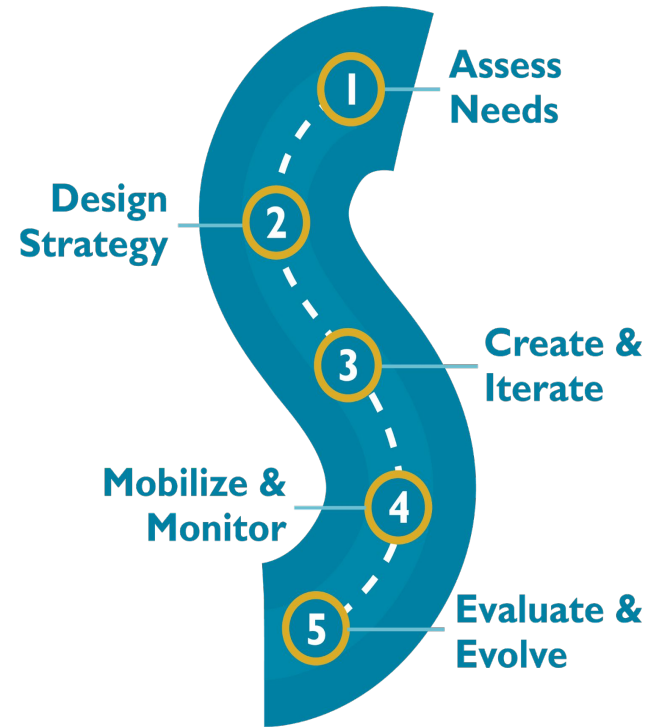 1
Assess
Needs
Design
Strategy
2
3
Create &
Iterate
Mobilize &
Monitor
4
5
Evaluate &
Evolve